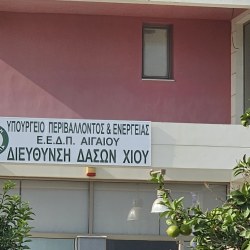 ΥΠΟΥΡΓΕΙΟ ΠΕΡΙΒΑΛΛΟΝΤΟΣ & ΕΝΕΡΓΕΙΑΣ
Ε.Ε.Δ.Π. ΑΙΓΑΙΟΥ
ΔΙΕΥΘΥΝΣΗ ΔΑΣΩΝ ΧΙΟΥ